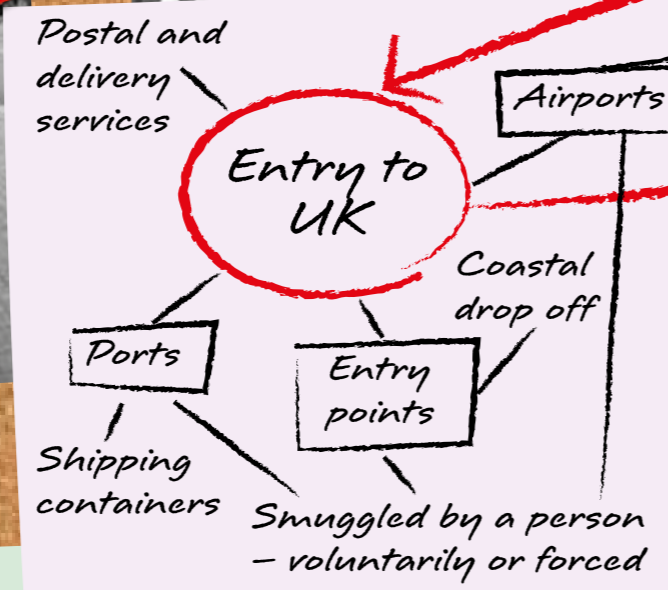 Postal and
delivery
services
Airports
Entry to
UK
Coastal
drop off
Ports
Entry
points
Shipping
containers
Smuggled by a person
– voluntarily or forced